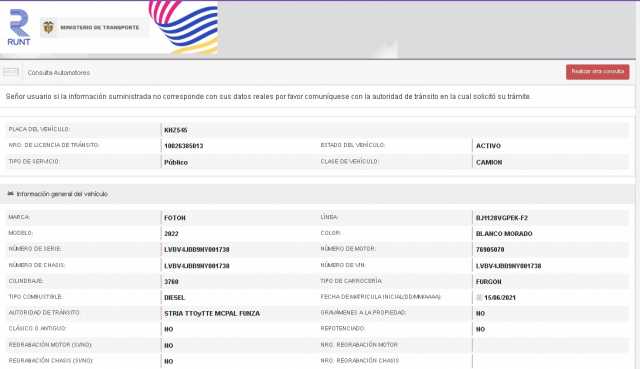 RUNT
MINISTERIO DE TRANSPORTE
Consulta Automotores
Realizar otra consulta
Señor usuario si la información suministrada no corresponde con sus datos reales por favor comuníquese con la autoridad de tránsito en la cual solicitó su trámite
PLACA DEL VEHÍCULO: KNZ545
NRO. DE LICENCIA DE TRÁNSITO: 10026385013 ESTADO DEL VEHÍCULO: ACTIVO
TIPO DE SERVICIO: Público CLASE DE VEHÍCULO: CAMION
Información general del vehículo
MARCA: FOTON LÍNEA: BJ1128VGPEK-F2
MODELO: 2022 COLOR: BLANCO MORADO
NÚMERO DE SERIE: LVBV4JBB9NY001738 NÚMERO DE MOTOR: 76905070
NÚMERO DE CHASIS: LVBV4JBB9NY001738 NÚMERO DE VIN: LVBV4JBB9NY001738
CILINDRAJE: 3760 TIPO DE CARROCERÍA: FURGON
TIPO COMBUSTIBLE: DIESEL FECHA DE MATRICULA INICIAL(DD/MM/AAAA): 15/06/2021
AUTORIDAD DE TRÁNSITO: STRIA TTOyTTE MCPAL FUNZA GRAVÁMENES A LA PROPIEDAD: NO
CLÁSICO O ANTIGUO: NO REPOTENCIADO: NO
REGRABACIÓN MOTOR (SI/NO): NO NRO. REGRABACIÓN MOTOR
REGRABACIÓN CHASIS (SI/NO): NO NRO. REGRABACIÓN CHASIS